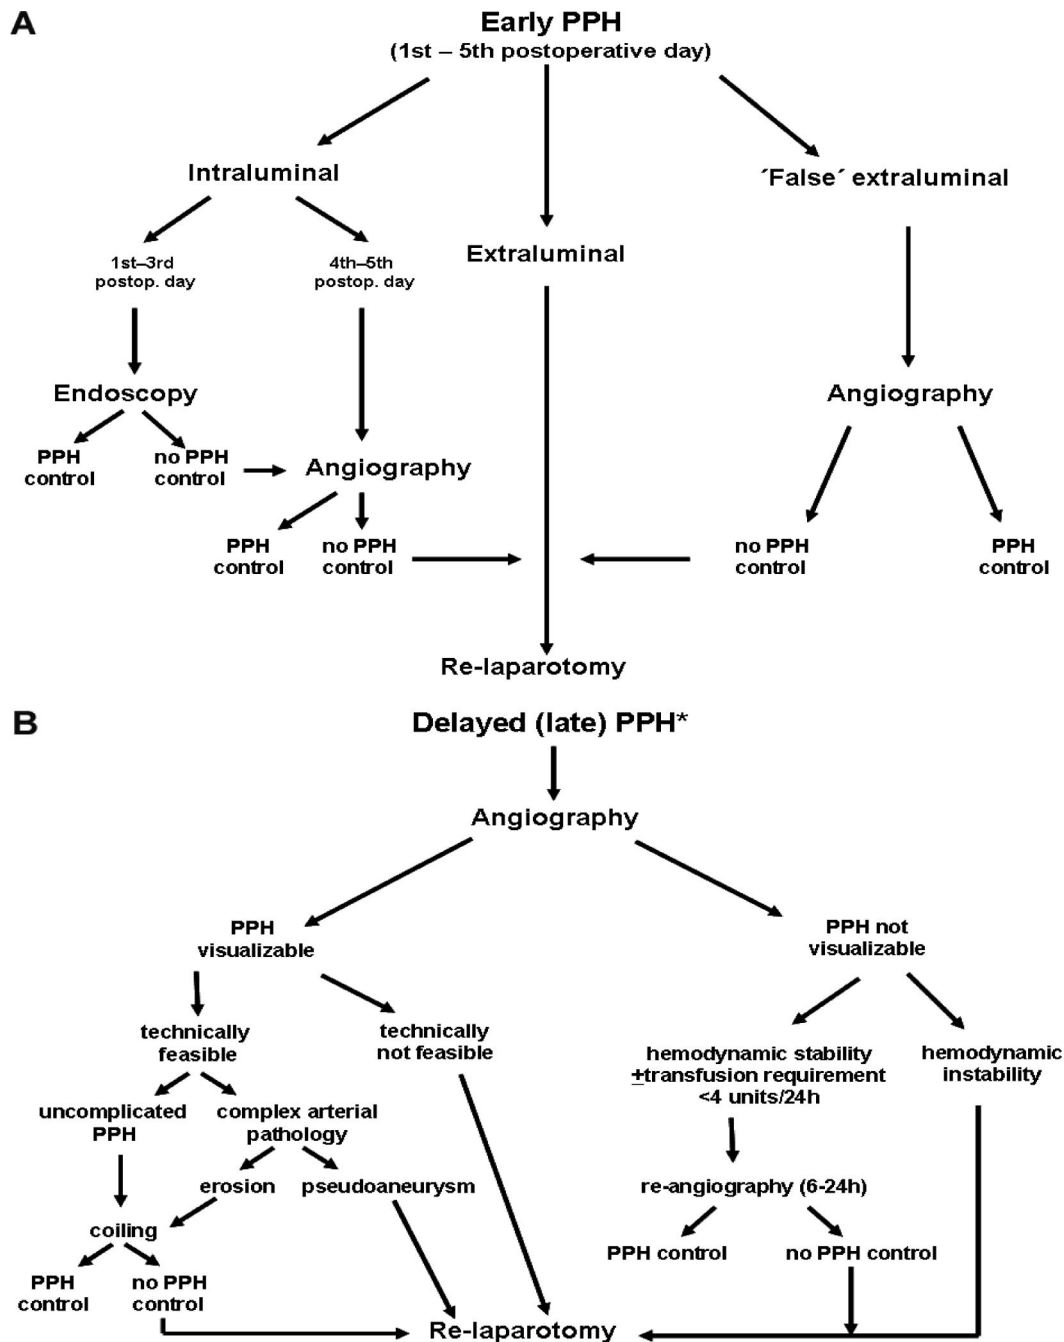 A
Early PPH
(1st – 5th postoperative day)
Intraluminal
´False´ extraluminal
Extraluminal
1st–3rd
postop. day
4th–5th
postop. day
Endoscopy
Angiography
PPH
control
no PPH
control
Angiography
PPH
control
no PPH
control
no PPH
control
PPH
control
Re-laparotomy
B
Delayed (late) PPH*
Angiography
PPH
visualizable
PPH not
visualizable
technically
feasible
technically
not feasible
hemodynamic stability
±transfusion requirement
<4 units/24h
hemodynamic
instability
uncomplicated
PPH
complex arterial
pathology
erosion
pseudoaneurysm
re-angiography (6-24h)
coiling
PPH control
no PPH control
PPH
control
no PPH
control
Re-laparotomy